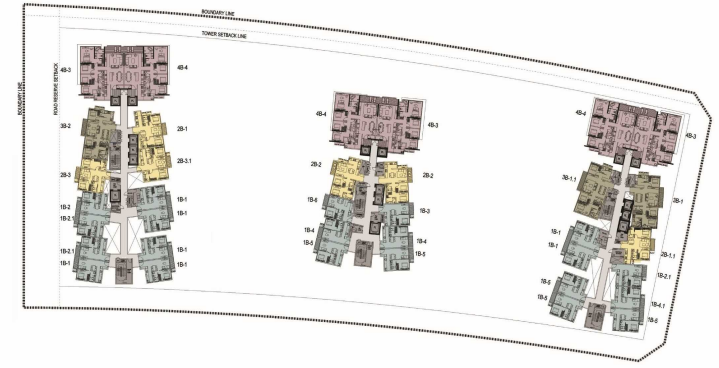 BOUNDARY LINE
TOWER SETBACK LINE
BOUNDARY LINE
ROAD RESERVE SETBACK
4B-3
4B-4
3B-2
2B-1
2B-3.1
2B-3
1B-2
1B-2.1
1B-1
1B-1
1B-2.1
1B-1
1B-1
1B-1
4B-4
4B-3
2B-2
2B-2
1B-6
1B-3
1B-4
1B-5
1B-4
1B-5
4B-4
4B-3
3B-1.1
3B-1
1B-1
1B-1
2B-1.1
1B-2.1
1B-5
1B-5
1B-4.1
1B-5